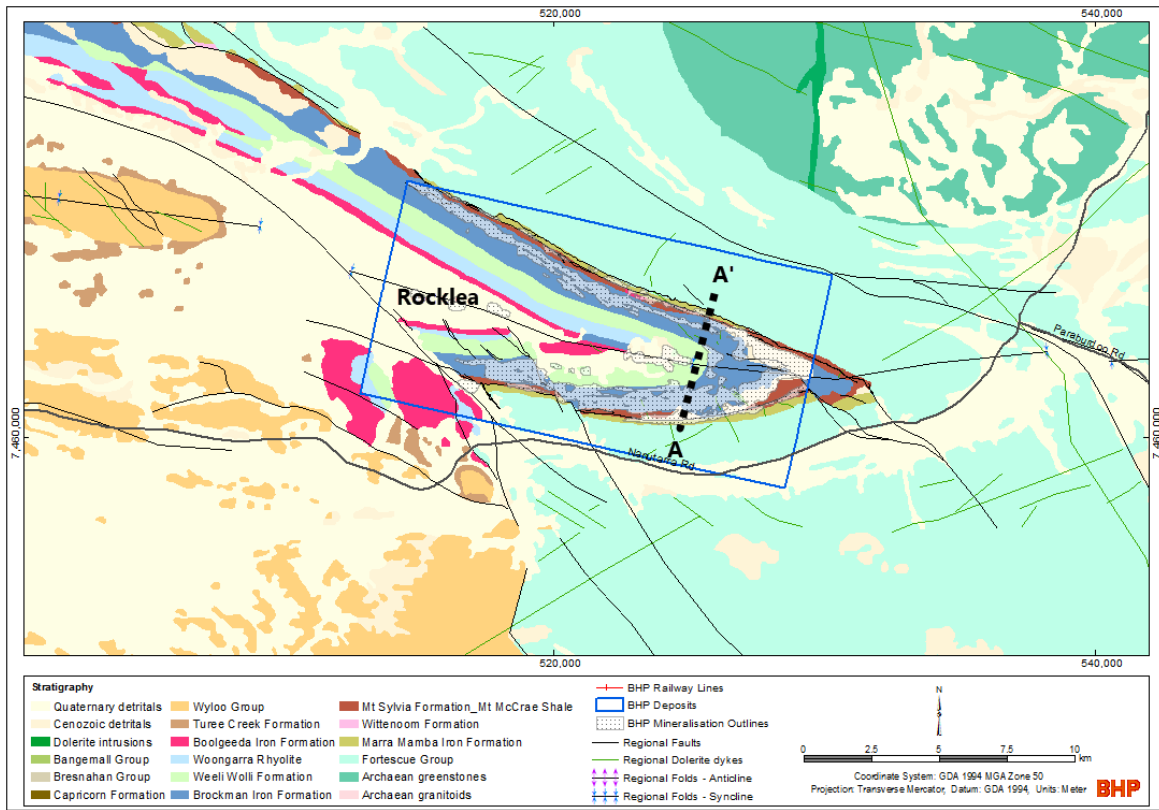 520,000
540,000
A'
Rocklea
Paraburdoo Rd
7,460,000
7,460,000
A
Nanutarra Rd
520,000
540,000
Stratigraphy
Quaternary detritals
Cenozoic detritals
Dolerite intrusions
Bangemall Group
Bresnahan Group
Capricorn Formation
Wyloo Group
Turee Creek Formation
Boolgeeda Iron Formation
Woongarra Rhyolite
Weeli Wolli Formation
Brockman Iron Formation
Mt Sylvia Formation_Mt McCrae Shale
Wittenoom Formation
Marra Mamba Iron Formation
Fortescue Group
Archaean greenstones
Archaean granitoids
BHP Railway Lines
BHP Deposits
BHP Mineralisation Outlines
Regional Faults
Regional Dolerite dykes
Regional Folds - Anticline
Regional Folds - Syncline
N
0 2.5 5 7.5 10
km
Coordinate System: GDA 1994 MGA Zone 50
Projection: Transverse Mercator, Datum: GDA 1994, Units: Meter
BHP